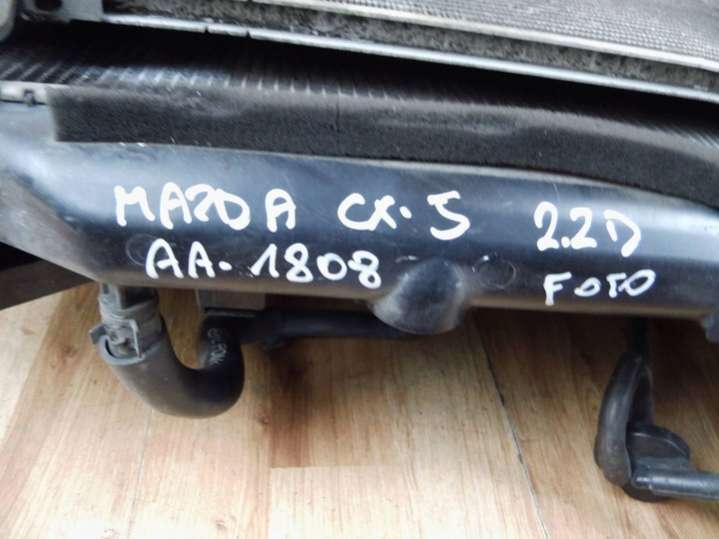 MAZDA CX-5 2.2D
AA-1808 FOTO